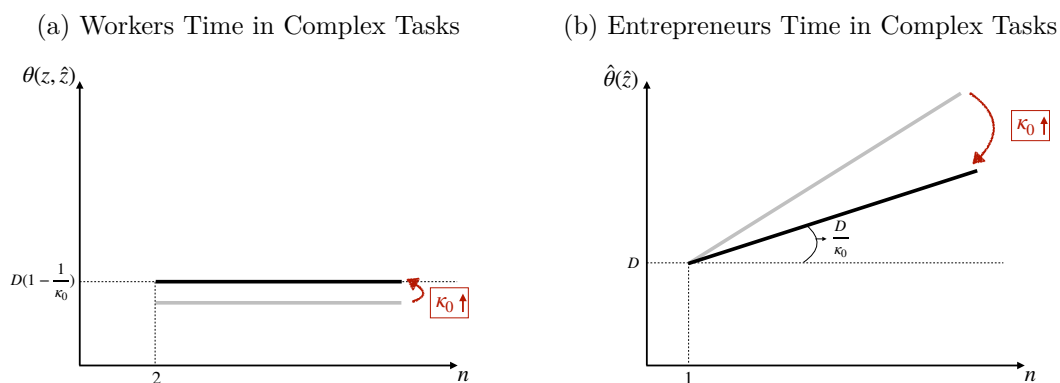 (a) Workers Time in Complex Tasks
θ(z, ẑ)
D(1 − 1/κ₀)
κ₀ ↑
2
n
(b) Entrepreneurs Time in Complex Tasks
θ̂(ẑ)
κ₀ ↑
D/κ₀
D
1
n